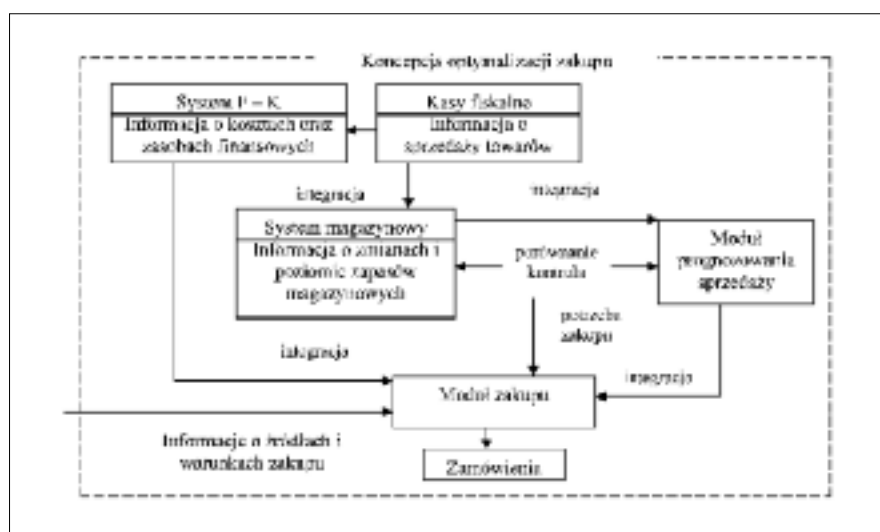 Koncepcja optymalizacji zakupu
System F – K
Informacja o kosztach oraz
zasobach finansowych
Kasy fiskalne
Informacja o
sprzedaży towarów
integracja
integracja
System magazynowy
Informacja o zmianach i
poziomie zapasów
magazynowych
porównanie
kontrola
Moduł
prognozowania
sprzedaży
potrzeba
zakupu
integracja
integracja
Moduł zakupu
Informacje o źródłach i
warunkach zakupu
Zamówienia